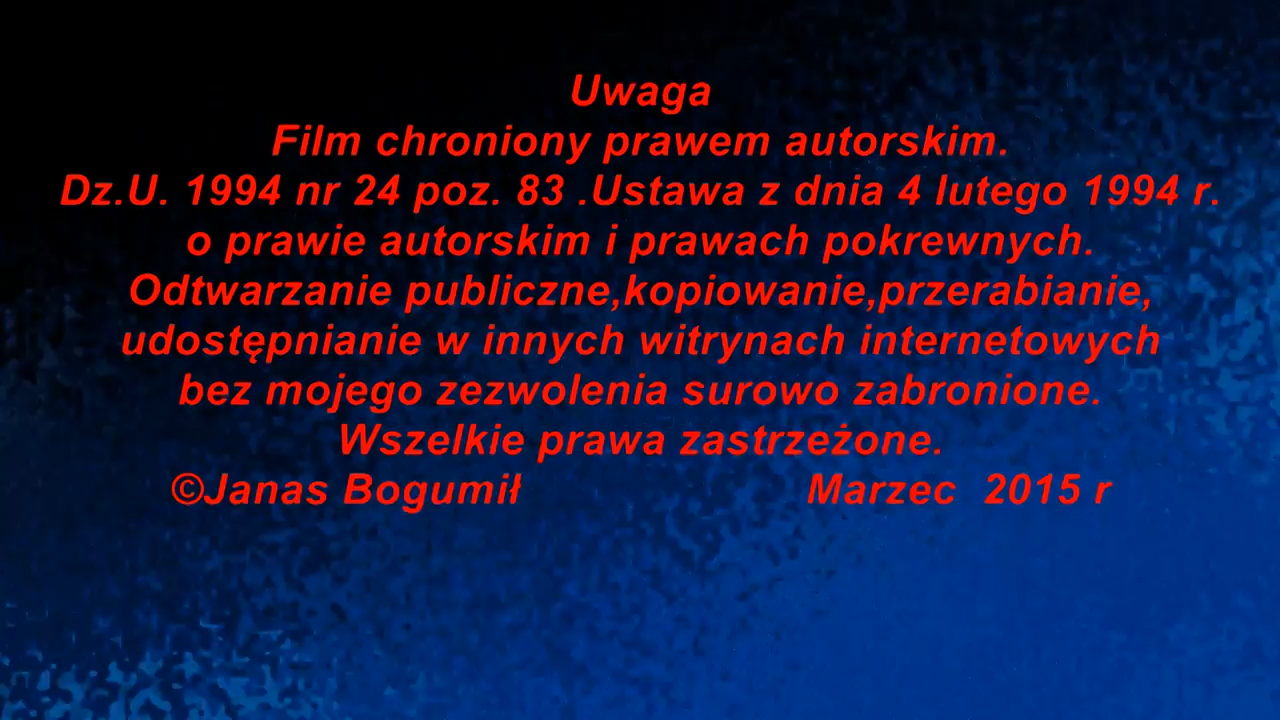 Uwaga
Film chroniony prawem autorskim.
Dz.U. 1994 nr 24 poz. 83 .Ustawa z dnia 4 lutego 1994 r.
o prawie autorskim i prawach pokrewnych.
Odtwarzanie publiczne,kopiowanie,przerabianie,
udostępnianie w innych witrynach internetowych
bez mojego zezwolenia surowo zabronione.
Wszelkie prawa zastrzeżone.
©Janas Bogumił Marzec 2015 r